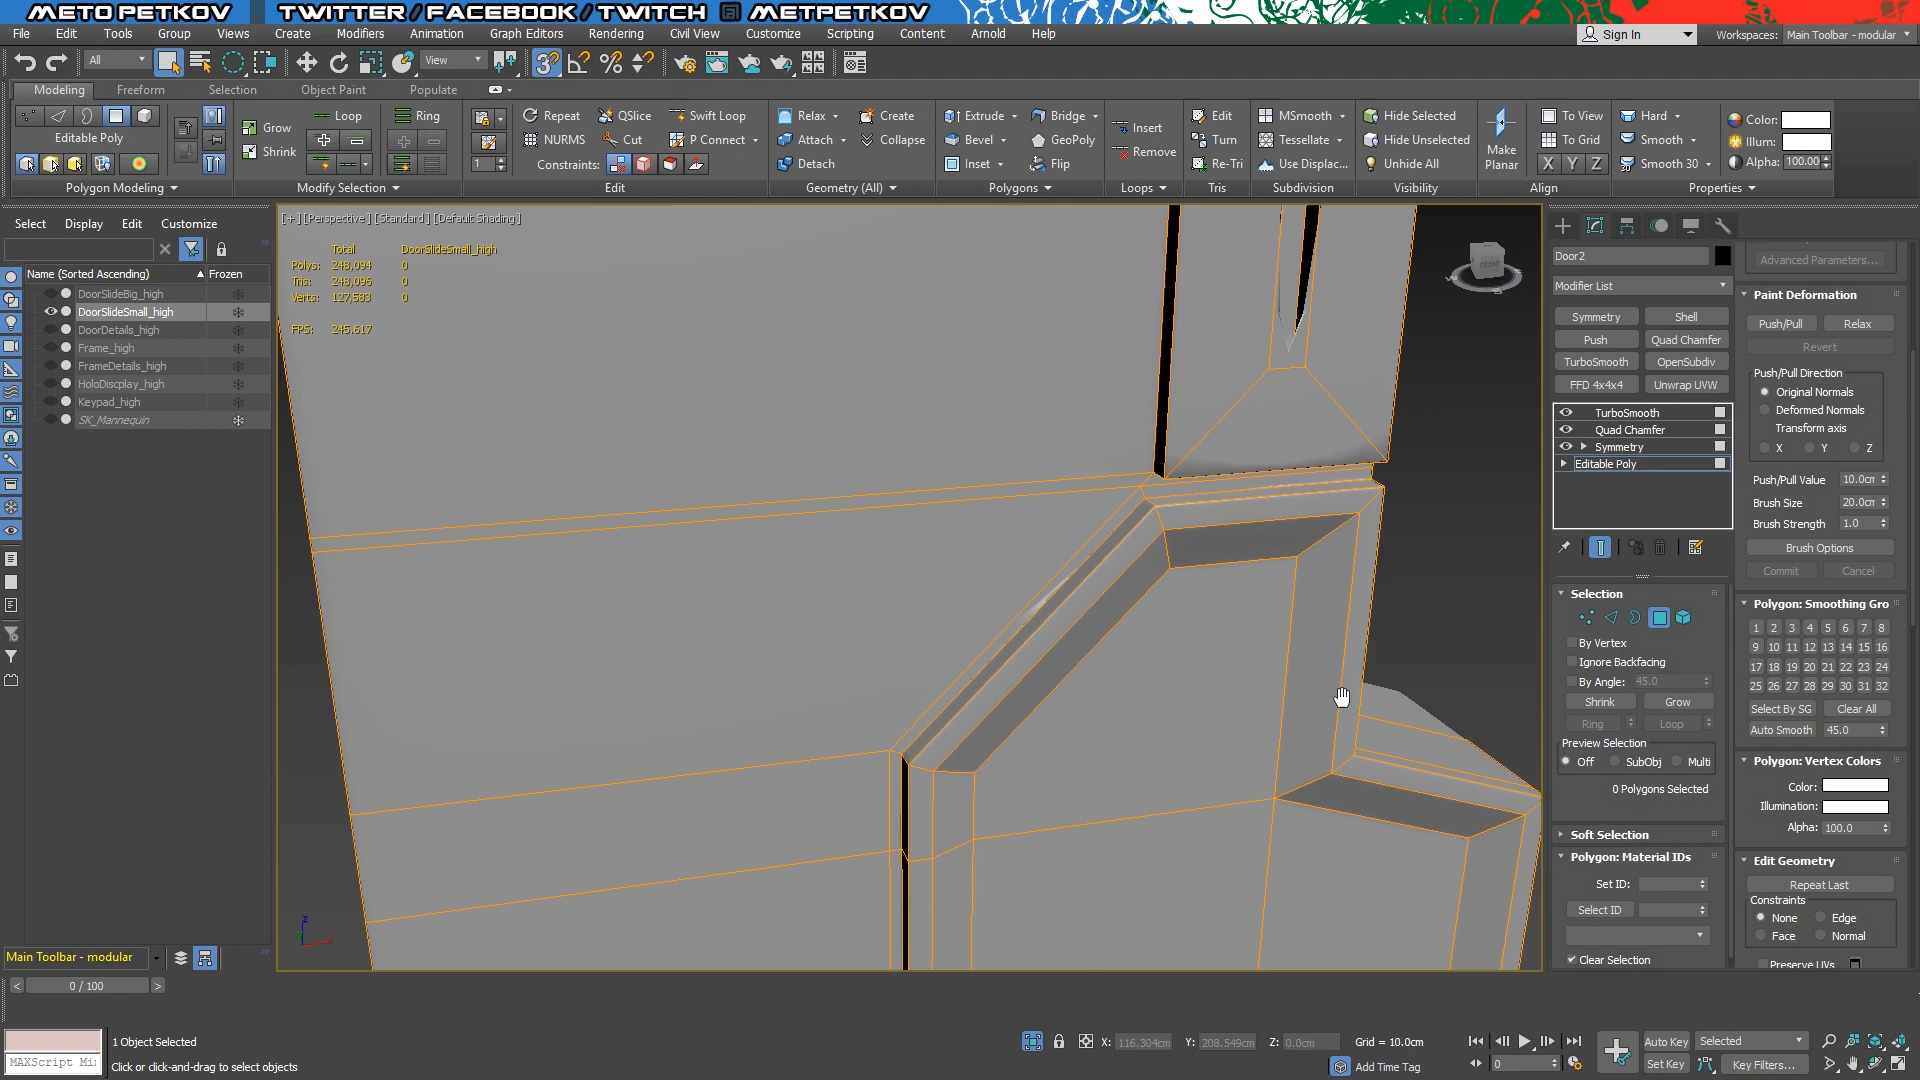 METO PETKOV TWITTER / FACEBOOK / TWITCH @ METPETKOV
File Edit Tools Group Views Create Modifiers Animation Graph Editors Rendering Civil View Customize Scripting Content Arnold Help Sign In Workspaces: Main Toolbar - modular
All View
Modeling Freeform Selection Object Paint Populate
Editable Poly
Polygon Modeling
Grow
Shrink
Loop
Ring
Modify Selection
1
Repeat QSlice Swift Loop
NURMS Cut P Connect
Constraints:
Edit
Relax Create
Attach Collapse
Detach
Geometry (All)
Extrude Bridge
Bevel GeoPoly
Inset Flip
Polygons
Insert
Remove
Loops
Edit
Turn
Re-Tri
Tris
MSmooth
Tessellate
Use Displac...
Subdivision
Hide Selected
Hide Unselected
Unhide All
Visibility
Make Planar
To View
To Grid
X Y Z
Align
Hard
Smooth
Smooth 30
Color:
Illum:
Alpha: 100.00
Properties
Select Display Edit Customize
Name (Sorted Ascending) Frozen
DoorSlideBig_high
DoorSlideSmall_high
DoorDetails_high
Frame_high
FrameDetails_high
HoloDiscplay_high
Keypad_high
SK_Mannequin
[+] [Perspective] [Standard] [Default Shading]
Total DoorSlideSmall_high
Polys: 248,094 0
Tris: 248,096 0
Verts: 127,583 0
FPS: 245.617
FRONT
z
Door2
Modifier List
Symmetry Shell
Push Quad Chamfer
TurboSmooth OpenSubdiv
FFD 4x4x4 Unwrap UVW
TurboSmooth
Quad Chamfer
Symmetry
Editable Poly
Selection
By Vertex
Ignore Backfacing
By Angle: 45.0
Shrink Grow
Ring Loop
Preview Selection
Off SubObj Multi
0 Polygons Selected
Soft Selection
Polygon: Material IDs
Set ID:
Select ID
Clear Selection
Advanced Parameters...
Paint Deformation
Push/Pull Relax
Revert
Push/Pull Direction
Original Normals
Deformed Normals
Transform axis
X Y Z
Push/Pull Value 10.0cm
Brush Size 20.0cm
Brush Strength 1.0
Brush Options
Commit Cancel
Polygon: Smoothing Gro
1 2 3 4 5 6 7 8
9 10 11 12 13 14 15 16
17 18 19 20 21 22 23 24
25 26 27 28 29 30 31 32
Select By SG Clear All
Auto Smooth 45.0
Polygon: Vertex Colors
Color:
Illumination:
Alpha: 100.0
Edit Geometry
Repeat Last
Constraints
None Edge
Face Normal
Preserve UVs
Main Toolbar - modular
< 0 / 100 >
MAXScript Mi
1 Object Selected
Click or click-and-drag to select objects
X: 116.304cm Y: 208.549cm Z: 0.0cm Grid = 10.0cm
Add Time Tag
0
Auto Key Selected
Set Key Key Filters...